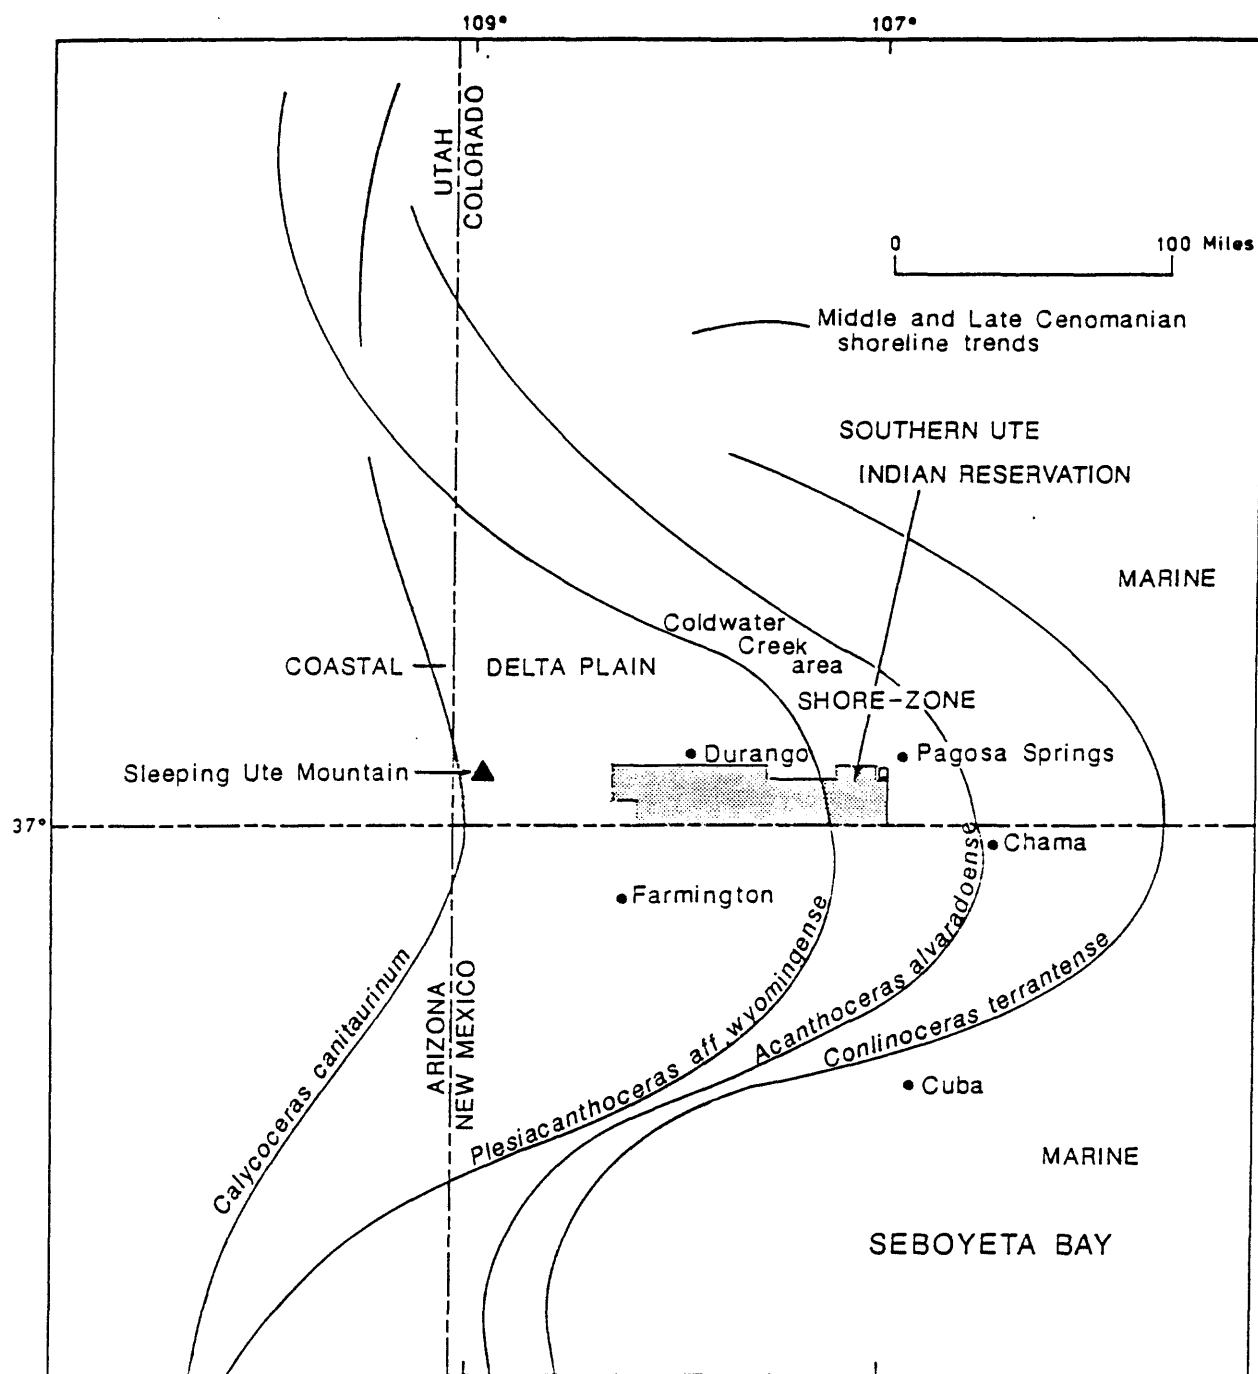 109°
107°
UTAH
COLORADO
0
100 Miles
Middle and Late Cenomanian
shoreline trends
SOUTHERN UTE
INDIAN RESERVATION
MARINE
Coldwater
Creek
area
COASTAL
DELTA PLAIN
SHORE-ZONE
Durango
Pagosa Springs
Sleeping Ute Mountain
37°
Chama
Farmington
ARIZONA
NEW MEXICO
Calycoceras canitaurinum
Plesiacanthoceras aff. wyomingense
Acanthoceras alvaradoense
Conlinoceras terrantense
Cuba
MARINE
SEBOYETA BAY